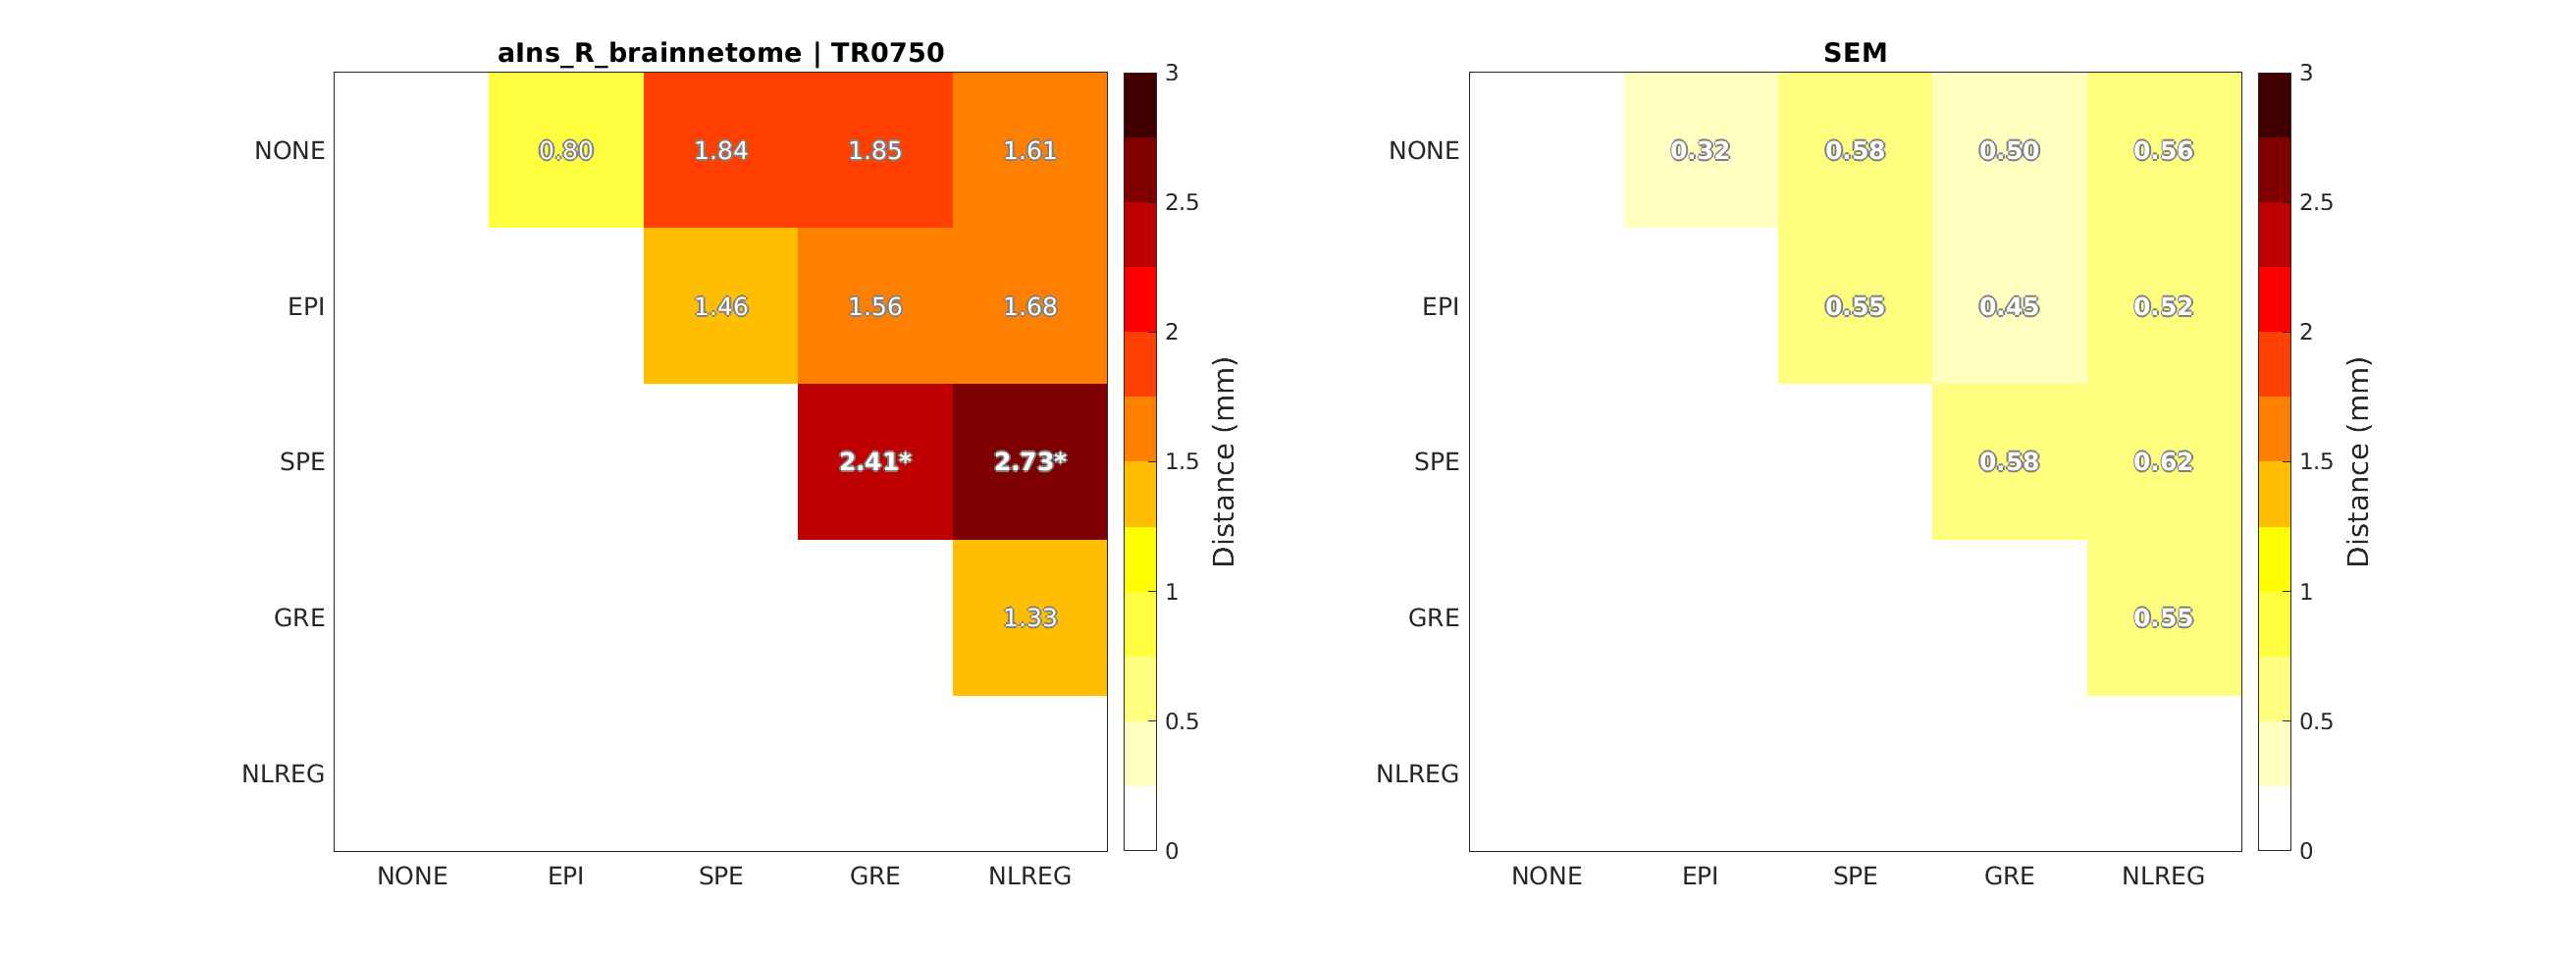 aIns_R_brainnetome | TR0750
NONE 0.80 1.84 1.85 1.61
EPI 1.46 1.56 1.68
SPE 2.41* 2.73*
GRE 1.33
NLREG
NONE EPI SPE GRE NLREG
3
2.5
2
1.5
1
0.5
0
Distance (mm)
SEM
NONE 0.32 0.58 0.50 0.56
EPI 0.55 0.45 0.52
SPE 0.58 0.62
GRE 0.55
NLREG
NONE EPI SPE GRE NLREG
3
2.5
2
1.5
1
0.5
0
Distance (mm)